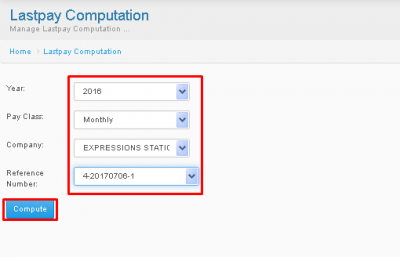 Lastpay Computation
Manage Lastpay Computation ...
Home Lastpay Computation
Year: 2016
Pay Class: Monthly
Company: EXPRESSIONS STATIC
Reference
Number: 4-20170706-1
Compute